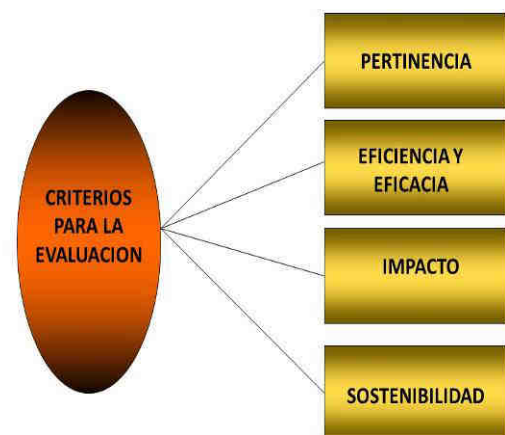 CRITERIOS
PARA LA
EVALUACION
PERTINENCIA
EFICIENCIA Y
EFICACIA
IMPACTO
SOSTENIBILIDAD